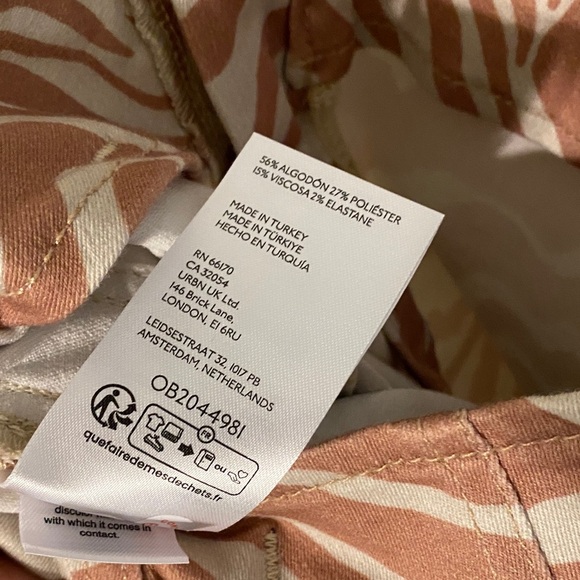 56% ALGODÓN 27% POLIÉSTER
15% VISCOSA 2% ELASTANE
MADE IN TURKEY
MADE IN TÜRKIYE
HECHO EN TURQUÍA
RN 66170
CA 32054
URBN UK Ltd.
146 Brick Lane,
LONDON, E1 6RU
LEIDSESTRAAT 32, 1017 PB
AMSTERDAM, NETHERLANDS
OB2044981
FR
OU
quefairedemesdechets.fr
with which it comes in
contact.